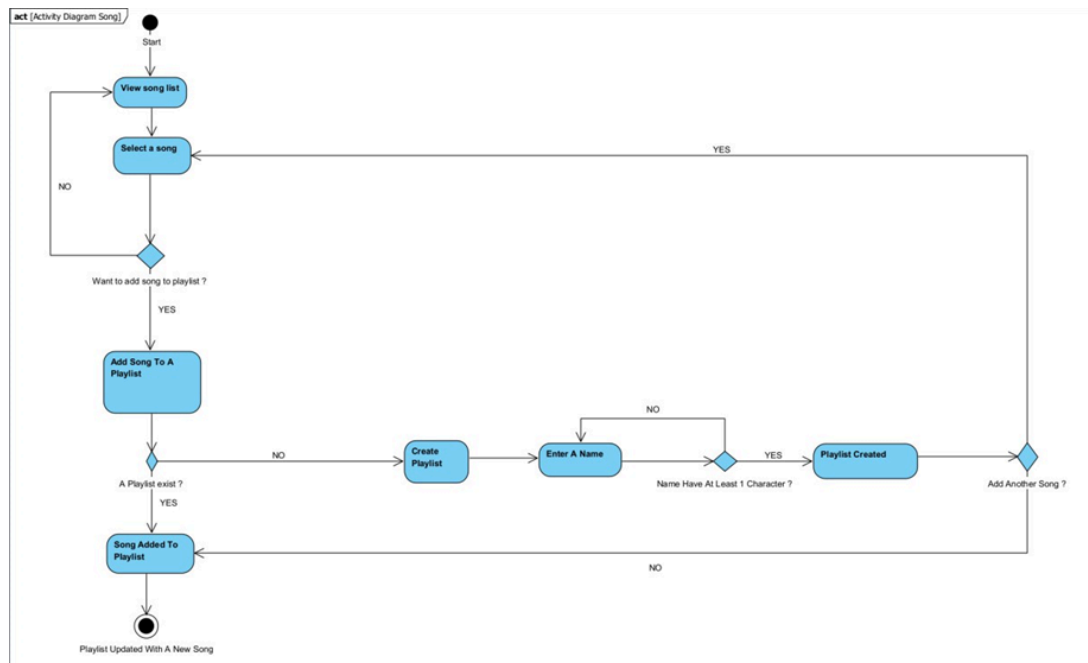 act [Activity Diagram Song]
Start
View song list
Select a song
YES
NO
Want to add song to playlist ?
YES
Add Song To A
Playlist
NO
Create
Playlist
Enter A Name
NO
YES
Playlist Created
A Playlist exist ?
Name Have At Least 1 Character ?
Add Another Song ?
YES
Song Added To
Playlist
NO
Playlist Updated With A New Song